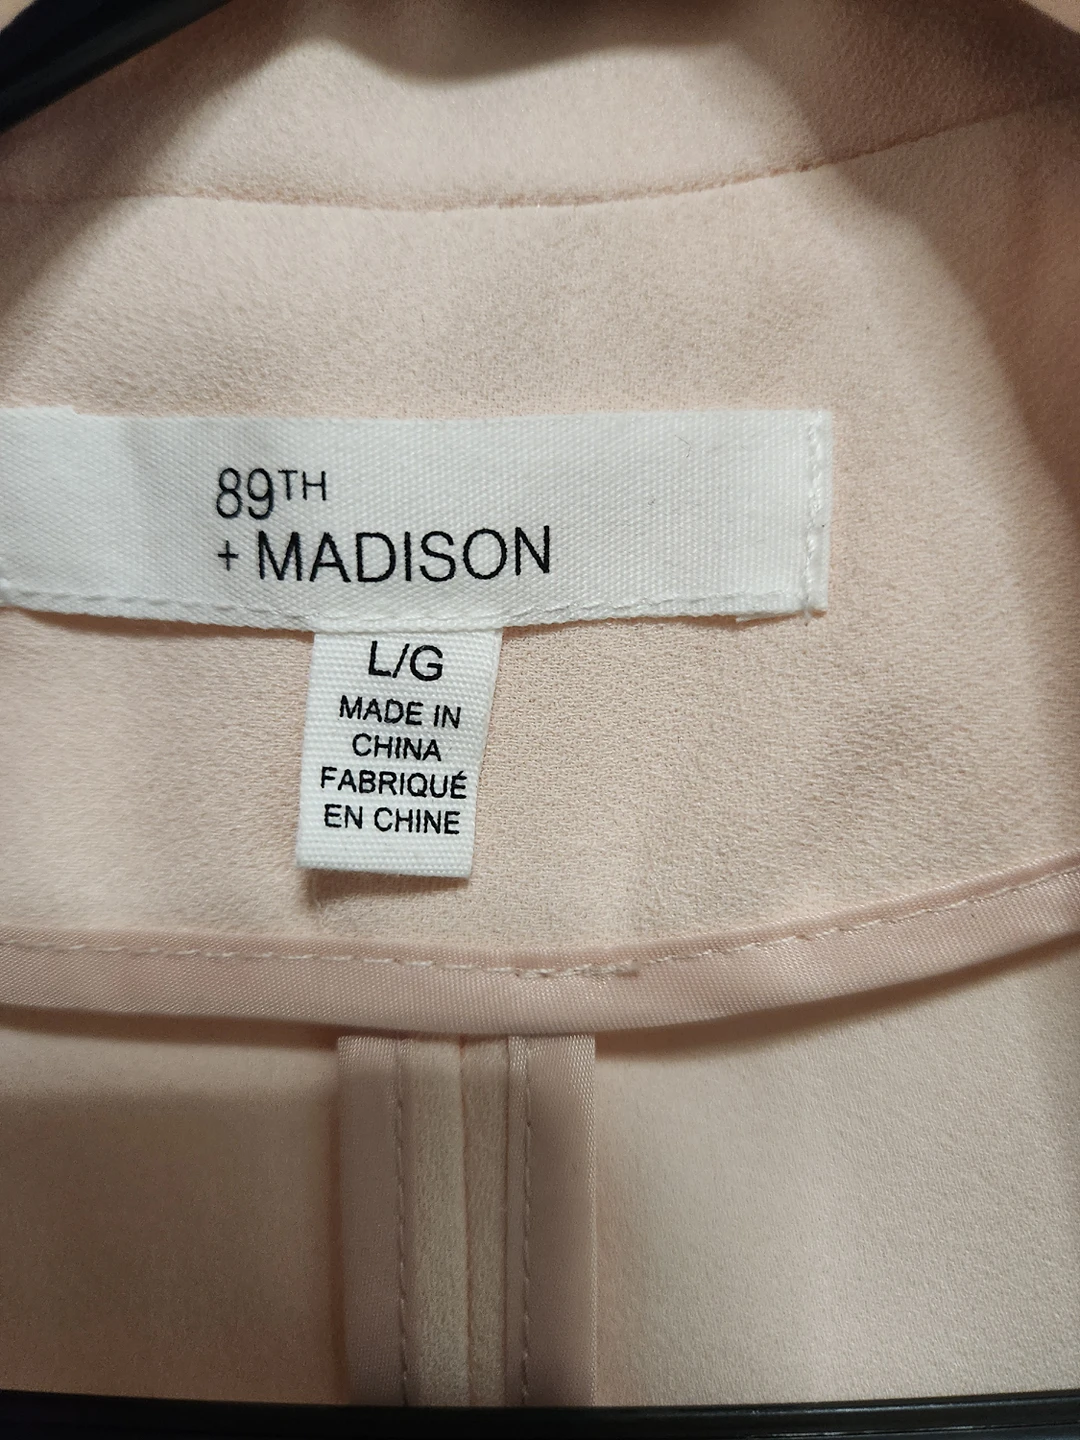 89TH
+ MADISON
L/G
MADE IN
CHINA
FABRIQUÉ
EN CHINE